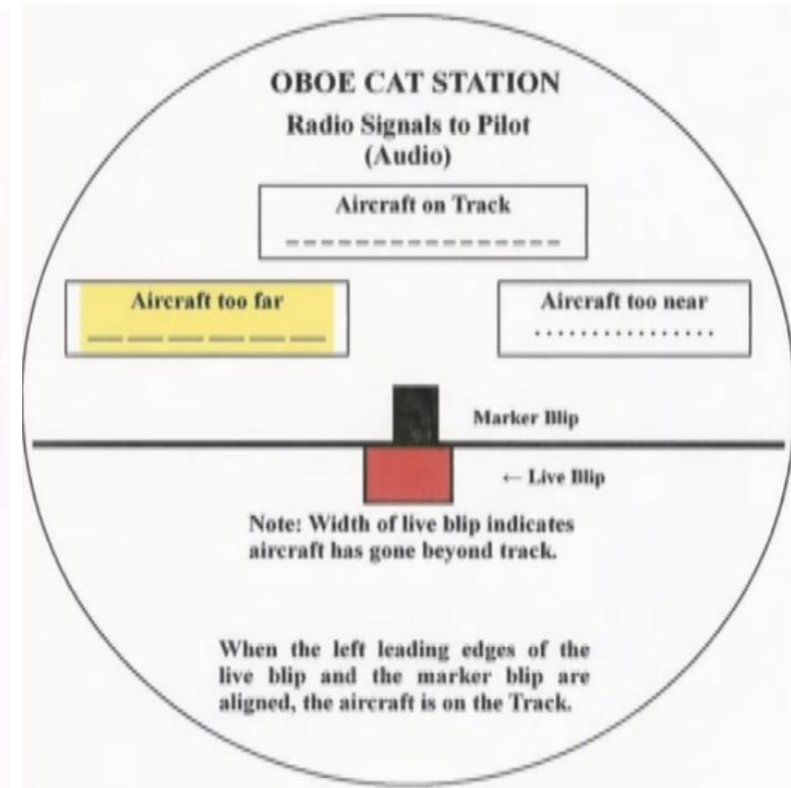 OBOE CAT STATION
Radio Signals to Pilot
(Audio)
Aircraft on Track
Aircraft too far
Aircraft too near
Marker Blip
← Live Blip
Note: Width of live blip indicates
aircraft has gone beyond track.
When the left leading edges of the
live blip and the marker blip are
aligned, the aircraft is on the Track.